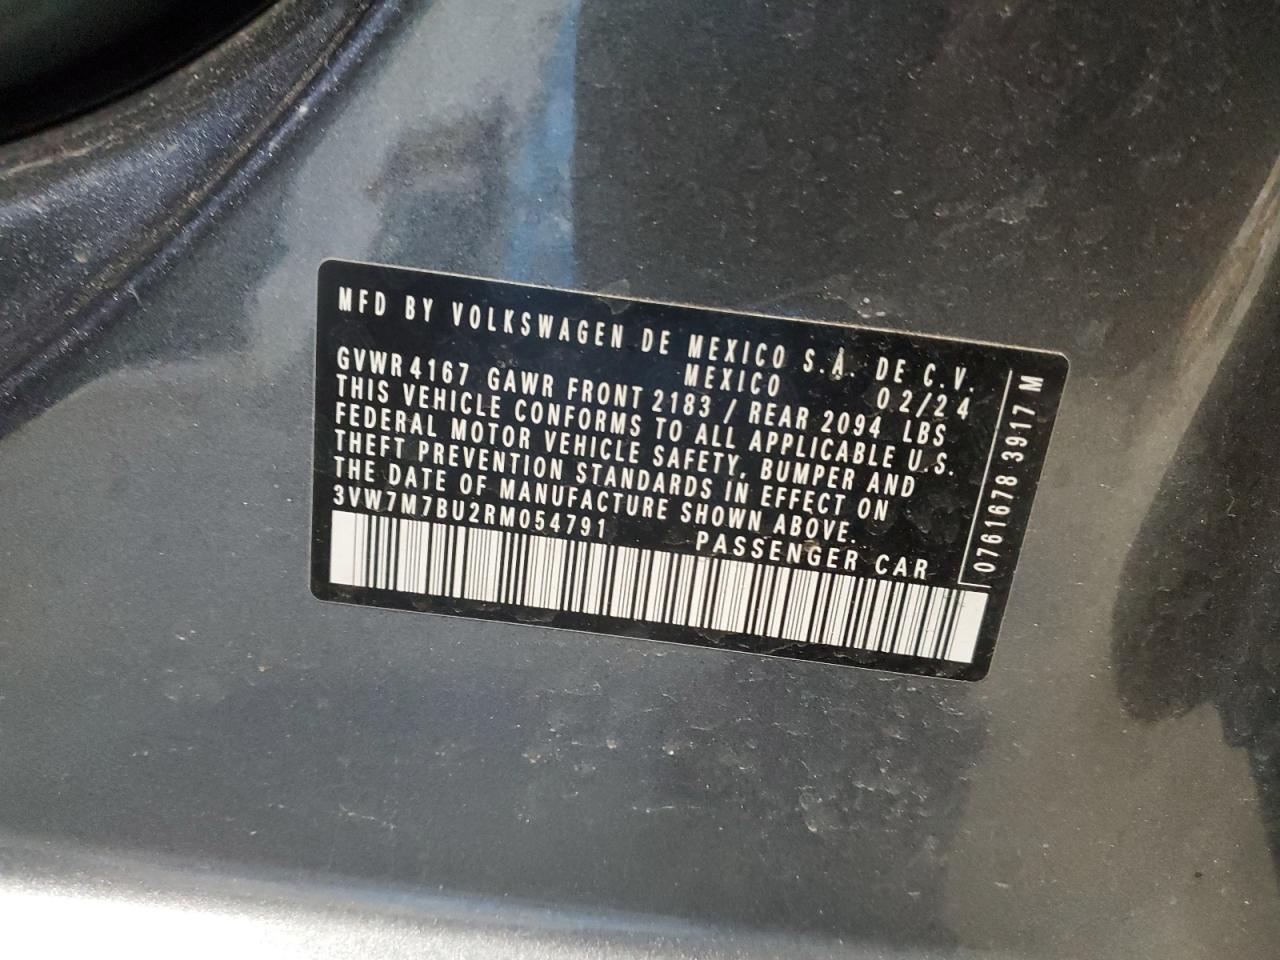 MFD BY VOLKSWAGEN DE MEXICO S.A. DE C.V.
MEXICO 02/24
GVWR 4167 GAWR FRONT 2183 / REAR 2094 LBS
THIS VEHICLE CONFORMS TO ALL APPLICABLE U.S.
FEDERAL MOTOR VEHICLE SAFETY, BUMPER AND
THEFT PREVENTION STANDARDS IN EFFECT ON
THE DATE OF MANUFACTURE SHOWN ABOVE.
3VW7M7BU2RM054791 PASSENGER CAR
0761678 3917 M